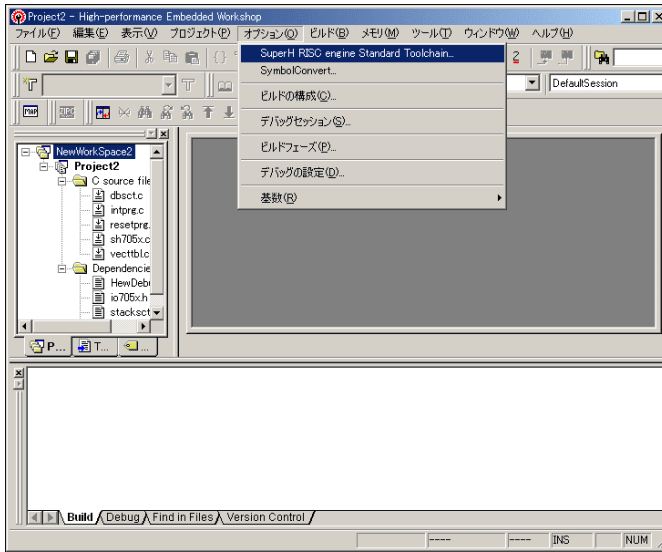 Project2 - High-performance Embedded Workshop
ファイル(F) 編集(E) 表示(V) プロジェクト(P) オプション(O) ビルド(B) メモリ(M) ツール(T) ウィンドウ(W) ヘルプ(H)
SuperH RISC engine Standard Toolchain...
SymbolConvert...
ビルドの構成(C)...
デバッグセッション(S)...
ビルドフェーズ(P)...
デバッグの設定(D)...
基数(R)
2
DefaultSession
MAP
NewWorkSpace2
Project2
C source file
dbsct.c
intprg.c
resetprg.
sh705x.c
vecttbl.c
Dependencie
HewDeb
io705x.h
stacksct
P... T... ...
Build Debug Find in Files Version Control
---- ---- INS NUM